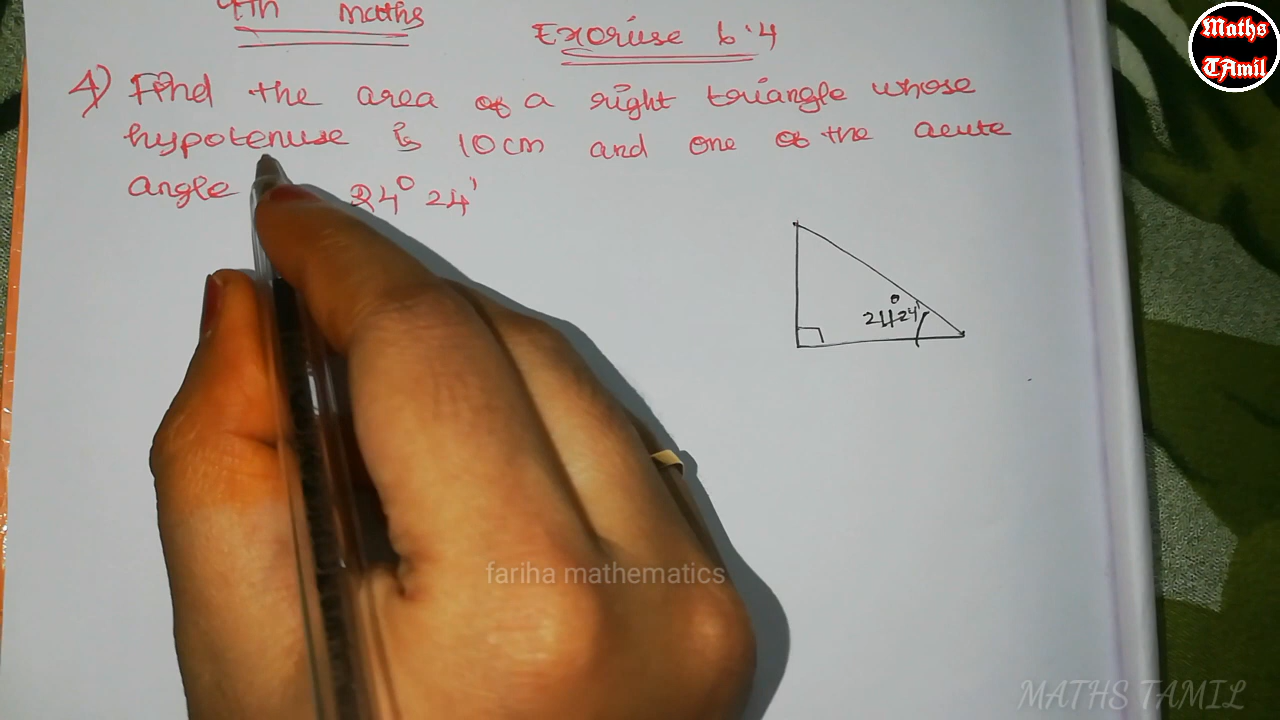 9th maths
Exercise 6.4
4) Find the area of a right triangle whose
hypotenuse is 10cm and one of the acute
angle 24° 24'
24°24'
Maths
TAmil
fariha mathematics
MATHS TAMIL